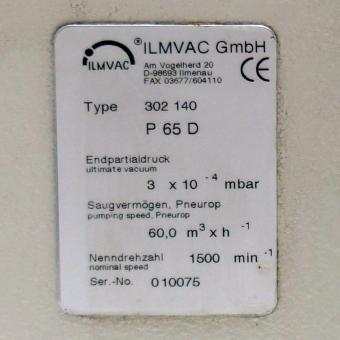 ILMVAC
® ILMVAC GmbH
Am Vogelherd 20
D-98693 Ilmenau
FAX 03677/604110
CE
Type 302 140
P 65 D
Endpartialdruck
ultimate vacuum
3 x 10⁻⁴ mbar
Saugvermögen, Pneurop
pumping speed, Pneurop
60,0 m³ x h⁻¹
Nenndrehzahl 1500 min⁻¹
nominal speed
Ser.-No. 010075